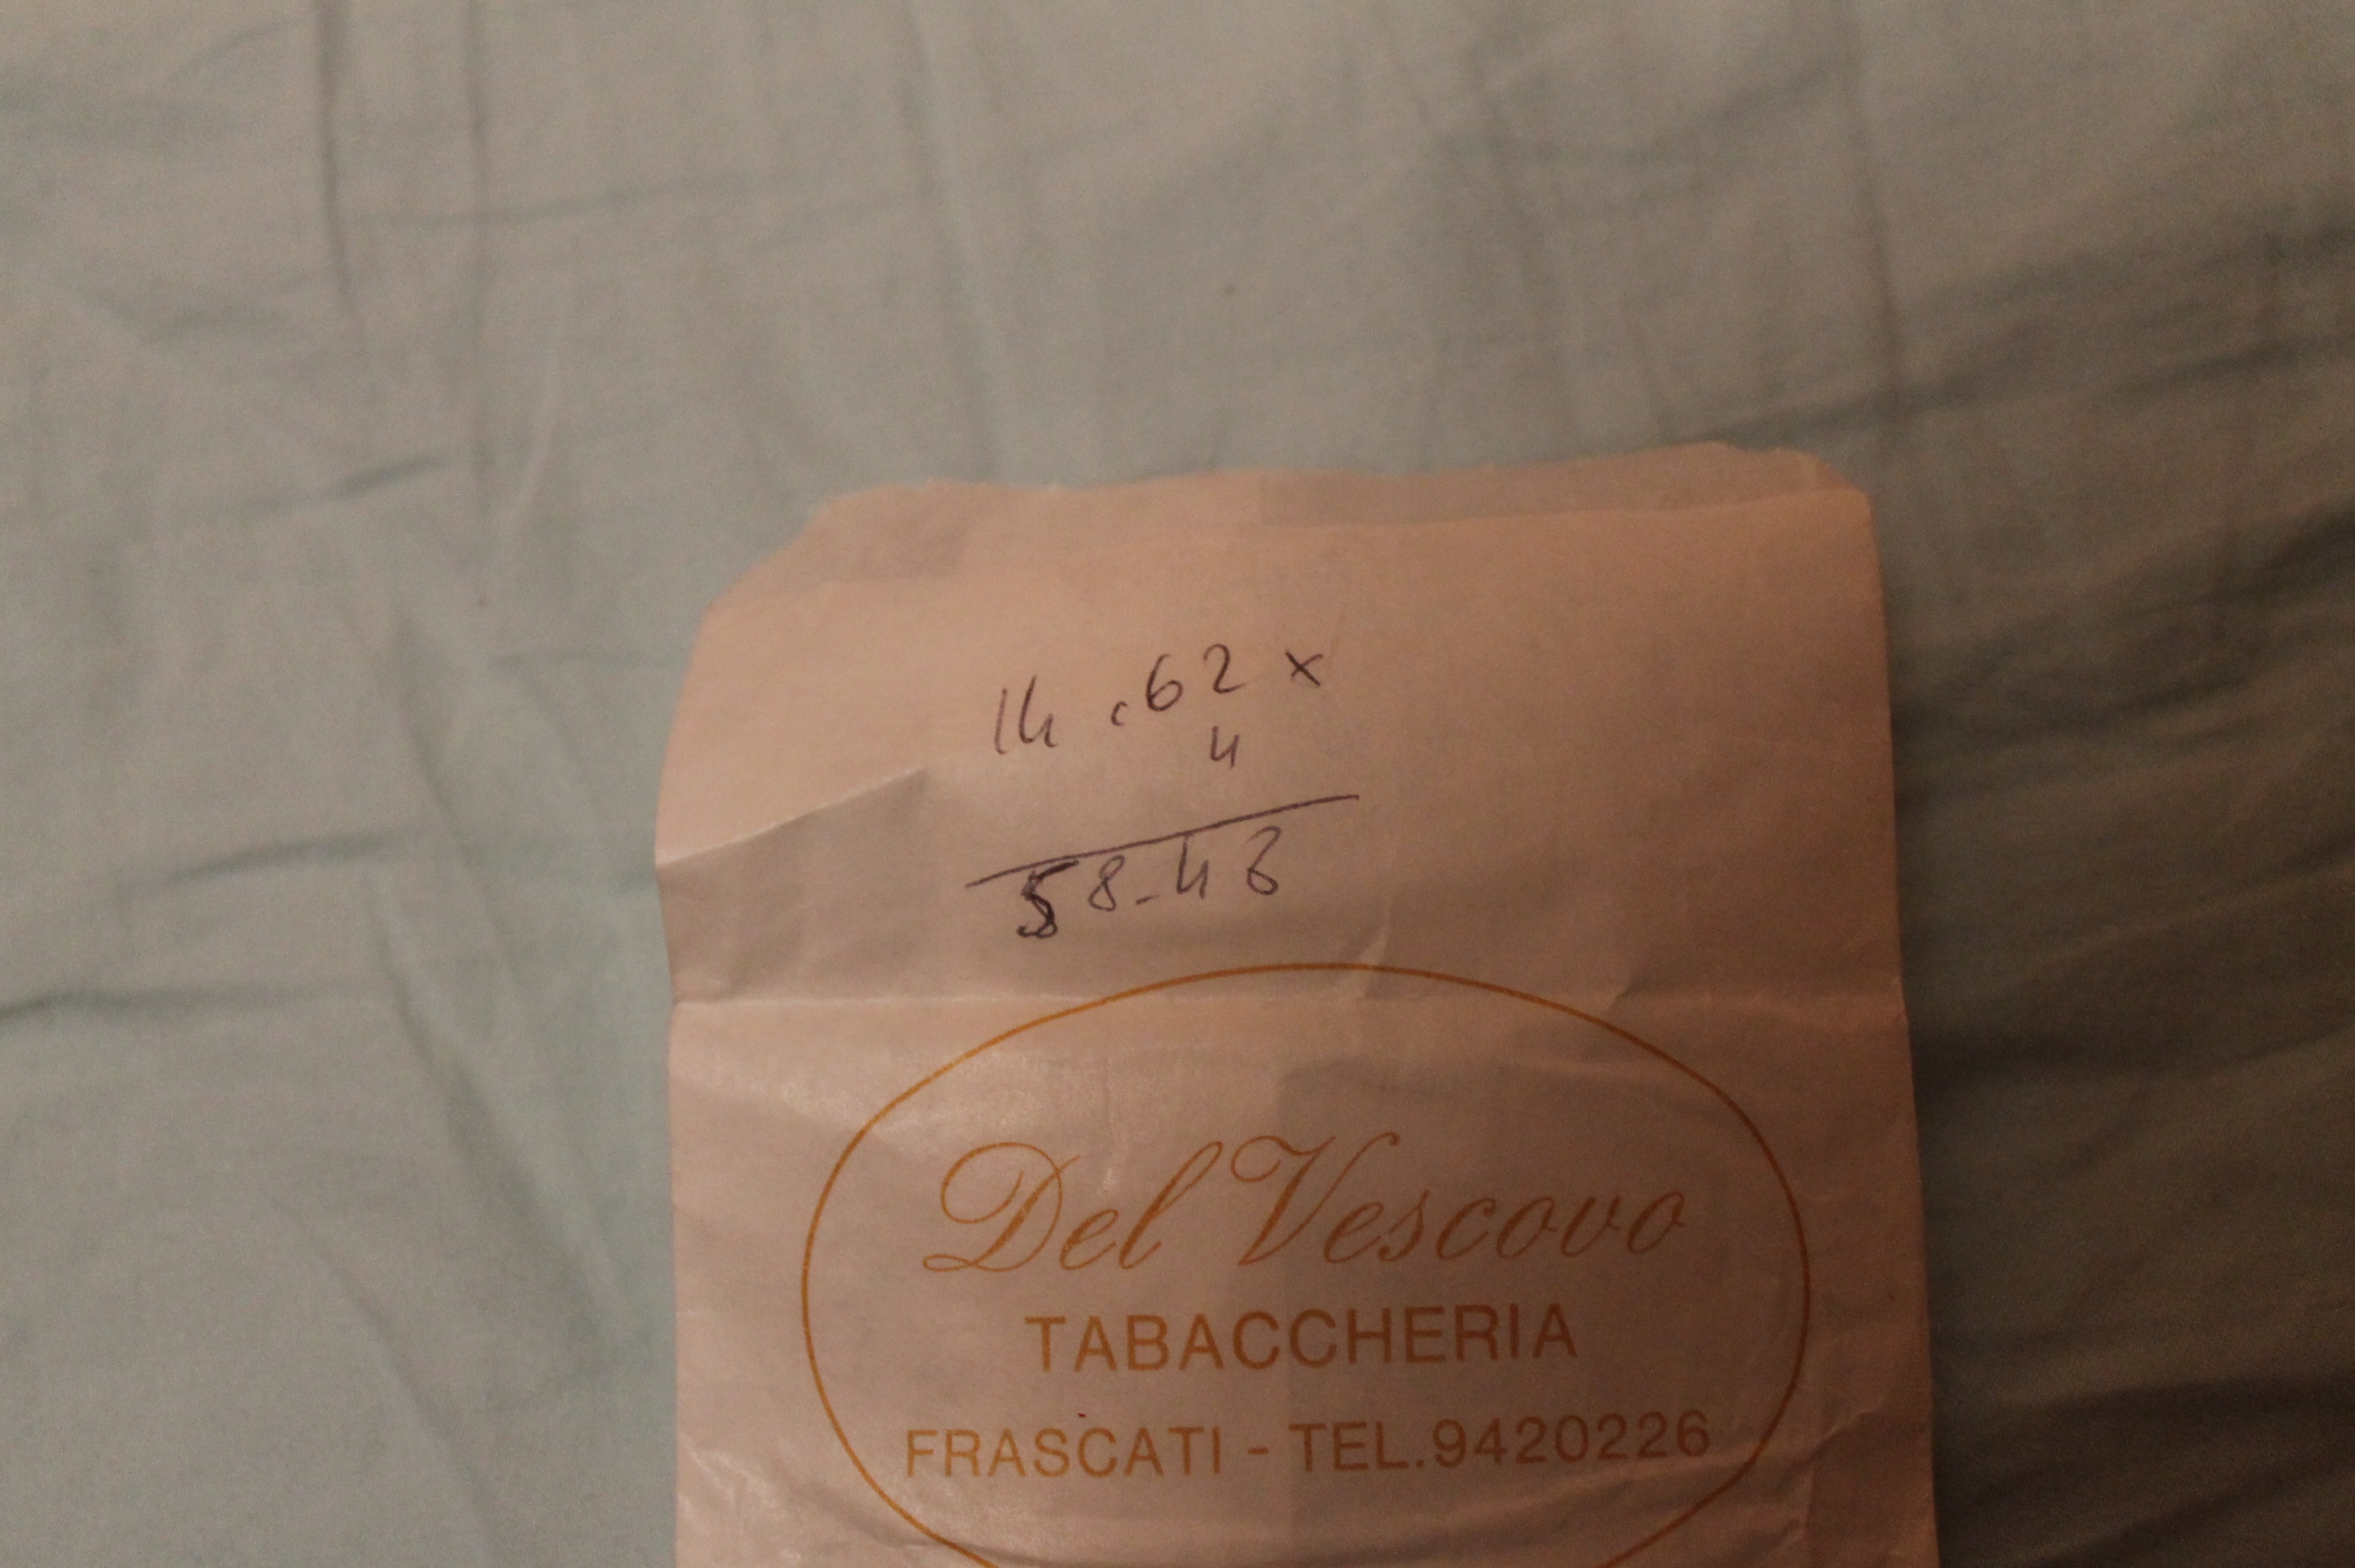 14.62 x
4
58.48
Del Vescovo
TABACCHERIA
FRASCATI - TEL.9420226